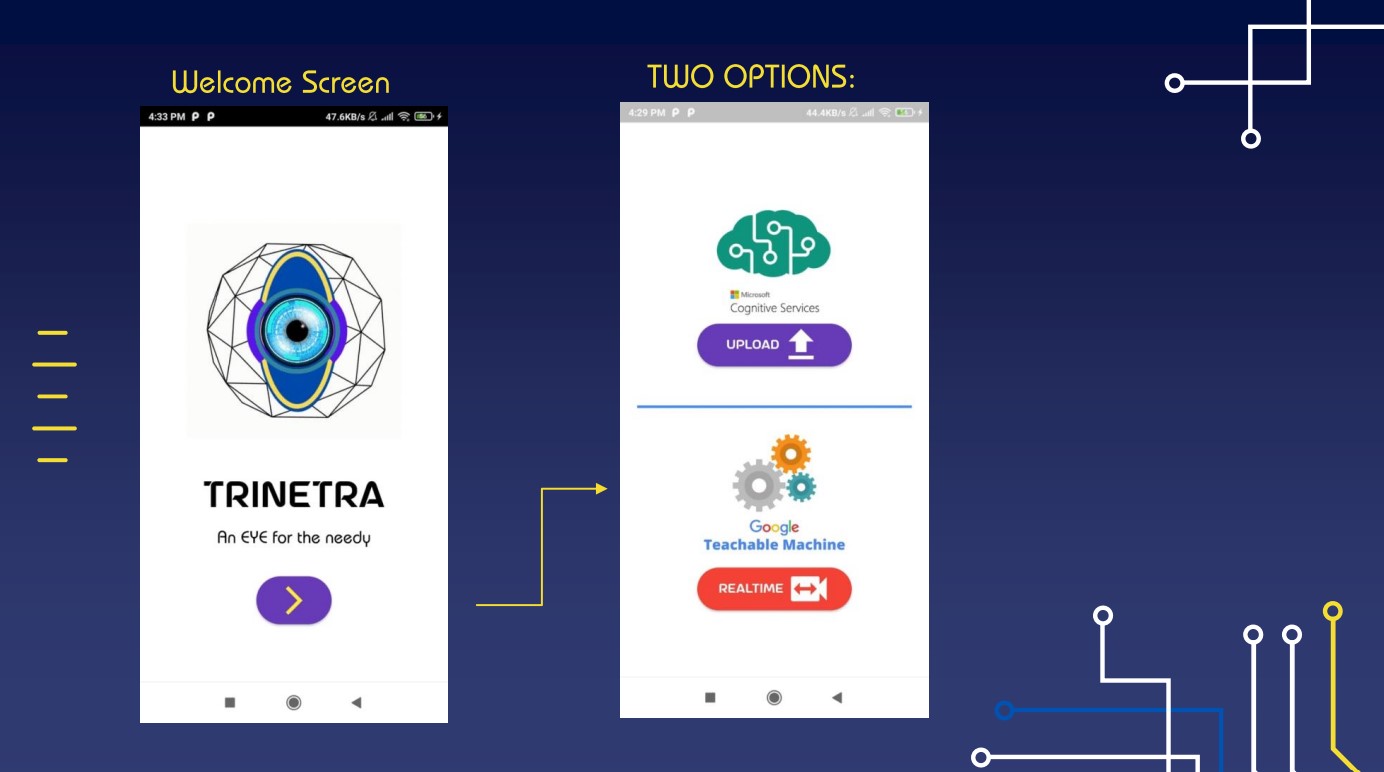 Welcome Screen
4:33 PM P P 47.6KB/s
TRINETRA
An EYE for the needy
TWO OPTIONS:
4:29 PM P P 44.4KB/s
Microsoft
Cognitive Services
UPLOAD
Google
Teachable Machine
REALTIME